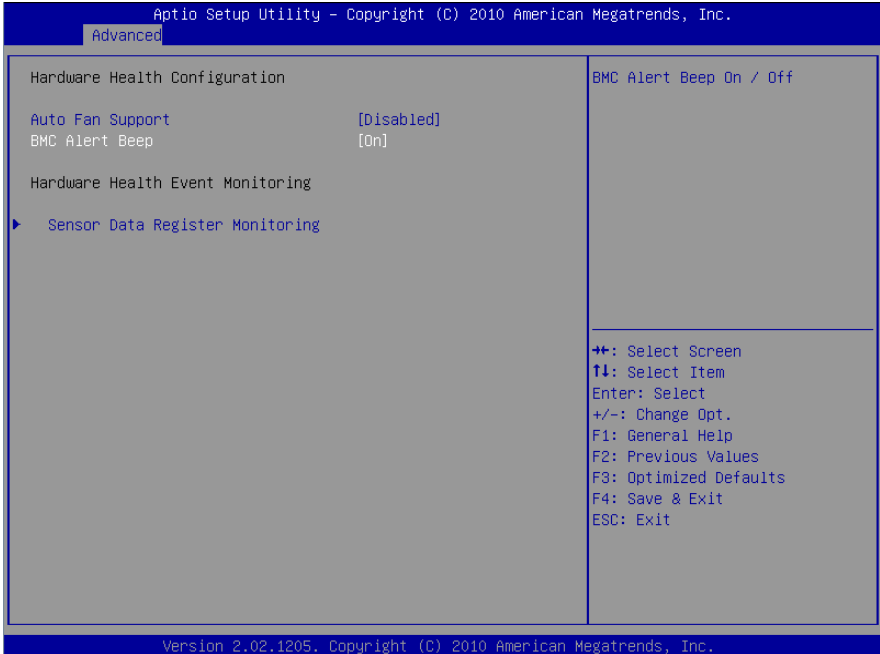 Aptio Setup Utility – Copyright (C) 2010 American Megatrends, Inc.
Advanced
Hardware Health Configuration
Auto Fan Support [Disabled]
BMC Alert Beep [On]
Hardware Health Event Monitoring
Sensor Data Register Monitoring
BMC Alert Beep On / Off
→←: Select Screen
↑↓: Select Item
Enter: Select
+/-: Change Opt.
F1: General Help
F2: Previous Values
F3: Optimized Defaults
F4: Save & Exit
ESC: Exit
Version 2.02.1205. Copyright (C) 2010 American Megatrends, Inc.